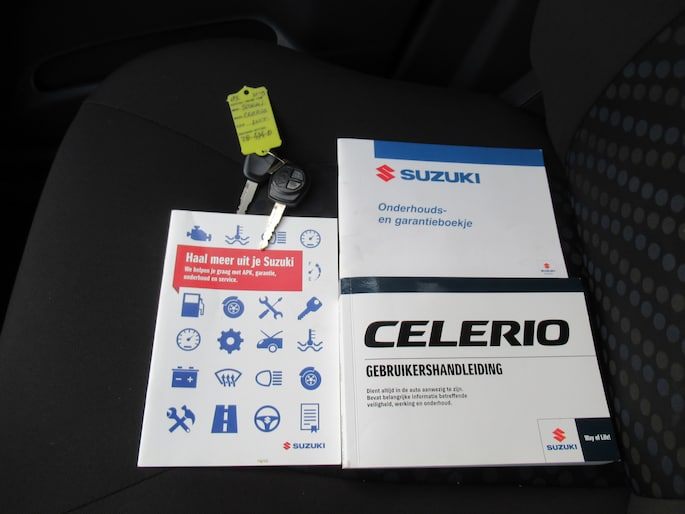 SUZUKI
Onderhouds-
en garantieboekje
SUZUKI
Haal meer uit je Suzuki
We helpen je graag met APK, garantie,
onderhoud en service.
SUZUKI
CELERIO
GEBRUIKERSHANDLEIDING
Dient altijd in de auto aanwezig te zijn.
Bevat belangrijke informatie betreffende
veiligheid, werking en onderhoud.
SUZUKI
Way of Life!